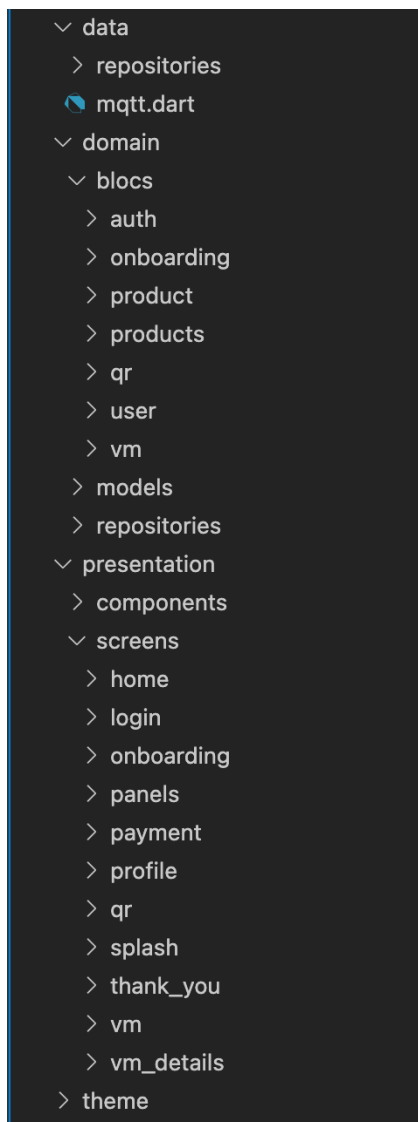 data
repositories
mqtt.dart
domain
blocs
auth
onboarding
product
products
qr
user
vm
models
repositories
presentation
components
screens
home
login
onboarding
panels
payment
profile
qr
splash
thank_you
vm
vm_details
theme